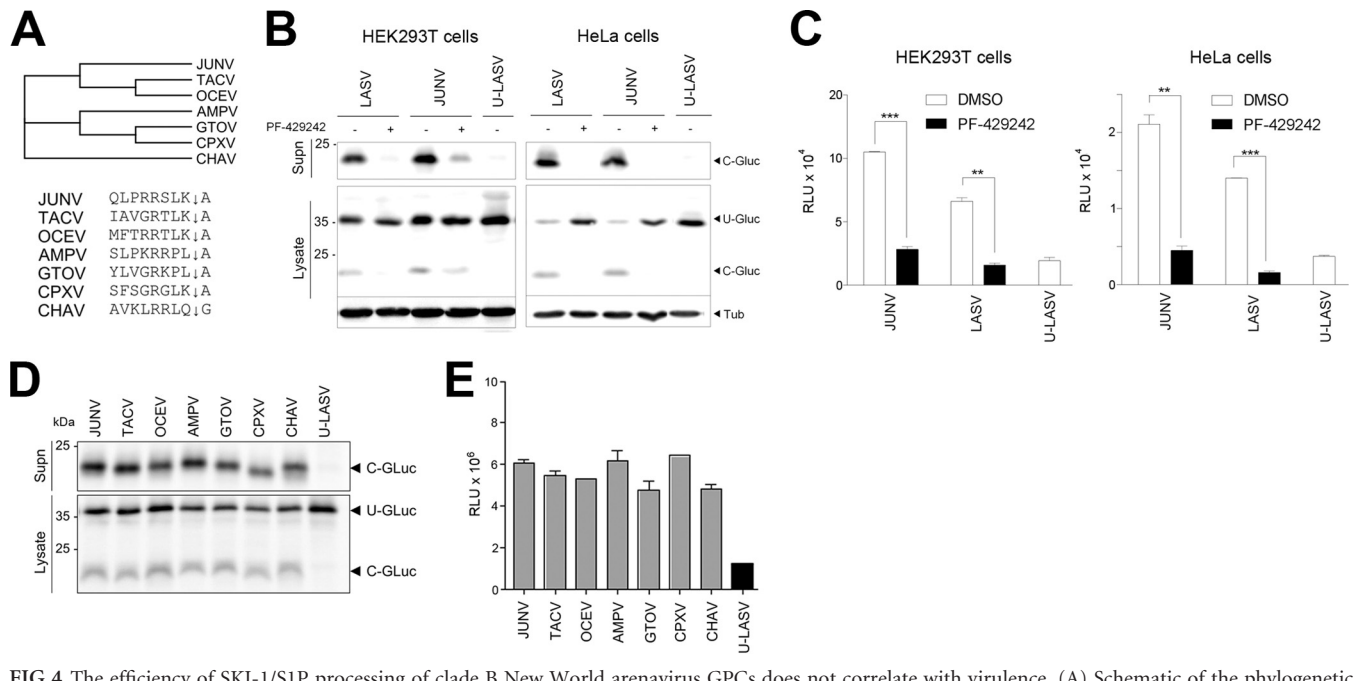 A
JUNV
TACV
OCEV
AMPV
GTOV
CPXV
CHAV
JUNV QLPRRSLK↓A
TACV IAVGRTLK↓A
OCEV MFTRRTLK↓A
AMPV SLPKRRPL↓A
GTOV YLVGRKPL↓A
CPXV SFSGRGLK↓A
CHAV AVKLRRLQ↓G
B
HEK293T cells HeLa cells
LASV JUNV U-LASV LASV JUNV U-LASV
PF-429242 - + - + - - + - + -
Supn 25 - ◄C-Gluc
Lysate 35 - ◄U-Gluc
25 - ◄C-Gluc
◄Tub
C
HEK293T cells
RLU x 10⁴
20
10
5
0
DMSO
PF-429242
***
**
JUNV LASV U-LASV
HeLa cells
RLU x 10⁴
2
1
0
DMSO
PF-429242
**
***
JUNV LASV U-LASV
D
kDa JUNV TACV OCEV AMPV GTOV CPXV CHAV U-LASV
Supn 25 - ◄ C-GLuc
Lysate 35 - ◄ U-GLuc
25 - ◄ C-GLuc
E
RLU x 10⁶
10
8
6
4
2
0
JUNV TACV OCEV AMPV GTOV CPXV CHAV U-LASV
FIG 4 The efficiency of SKI-1/S1P processing of clade B New World arenavirus GPCs does not correlate with virulence. (A) Schematic of the phylogenetic